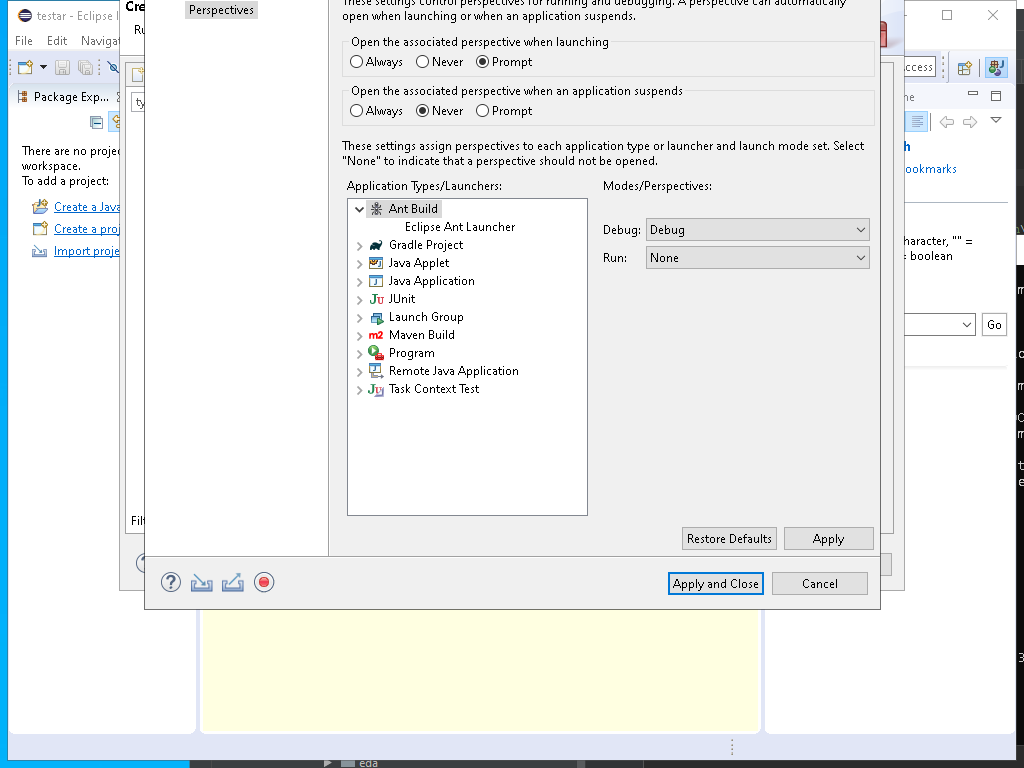 testar - Eclipse I
Cre
Perspectives
These settings control perspectives for running and debugging. A perspective can automatically
open when launching or when an application suspends.
File Edit Navigat
Ru
Open the associated perspective when launching
Always Never Prompt
Package Exp...
Open the associated perspective when an application suspends
Always Never Prompt
ty
ccess
There are no proje
workspace.
To add a project:
Create a Java
Create a proj
Import proje
These settings assign perspectives to each application type or launcher and launch mode set. Select
"None" to indicate that a perspective should not be opened.
Application Types/Launchers:
Modes/Perspectives:
Ant Build
Eclipse Ant Launcher
Gradle Project
Java Applet
Java Application
JUnit
Launch Group
Maven Build
Program
Remote Java Application
Task Context Test
Debug: Debug
Run: None
ne
h
ookmarks
haracter, "" =
= boolean
Go
Filt
Restore Defaults
Apply
Apply and Close
Cancel
eda